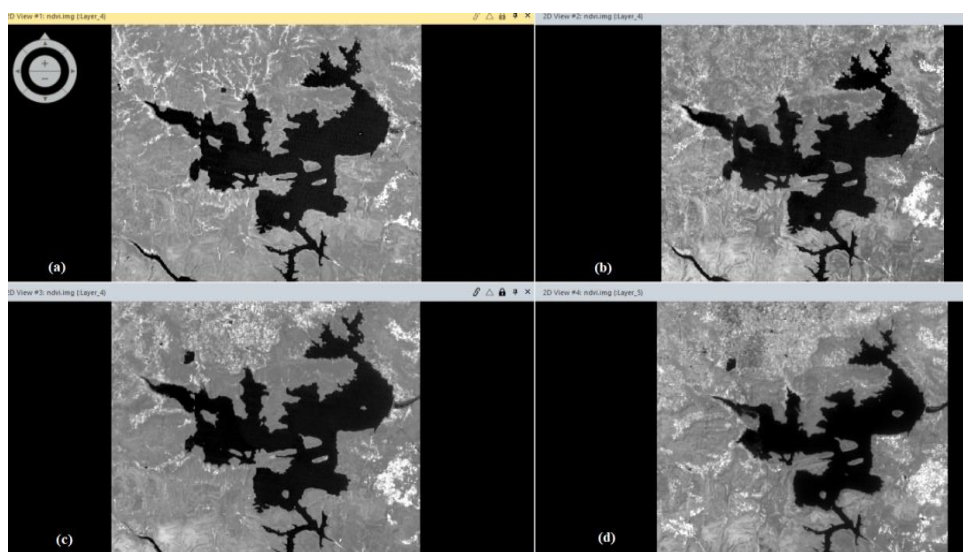 2D View #1: ndvi.img (:Layer_4)
2D View #2: ndvi.img (:Layer_4)
(a)
(b)
2D View #3: ndvi.img (:Layer_4)
2D View #4: ndvi.img (:Layer_5)
(c)
(d)